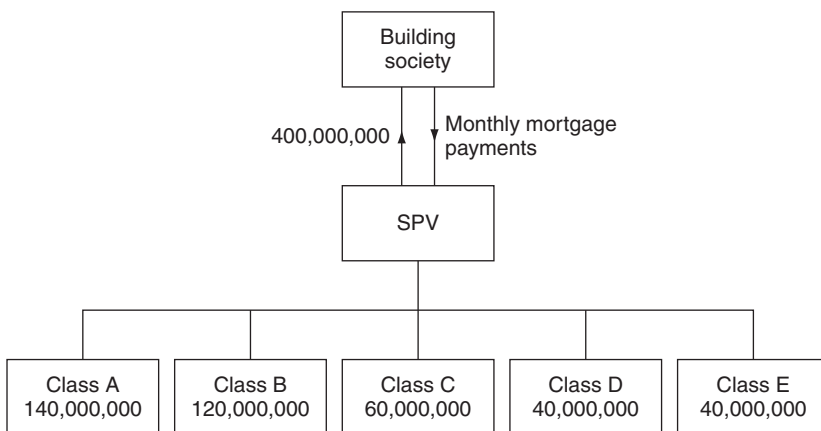 Building
society
400,000,000
Monthly mortgage
payments
SPV
Class A
140,000,000
Class B
120,000,000
Class C
60,000,000
Class D
40,000,000
Class E
40,000,000